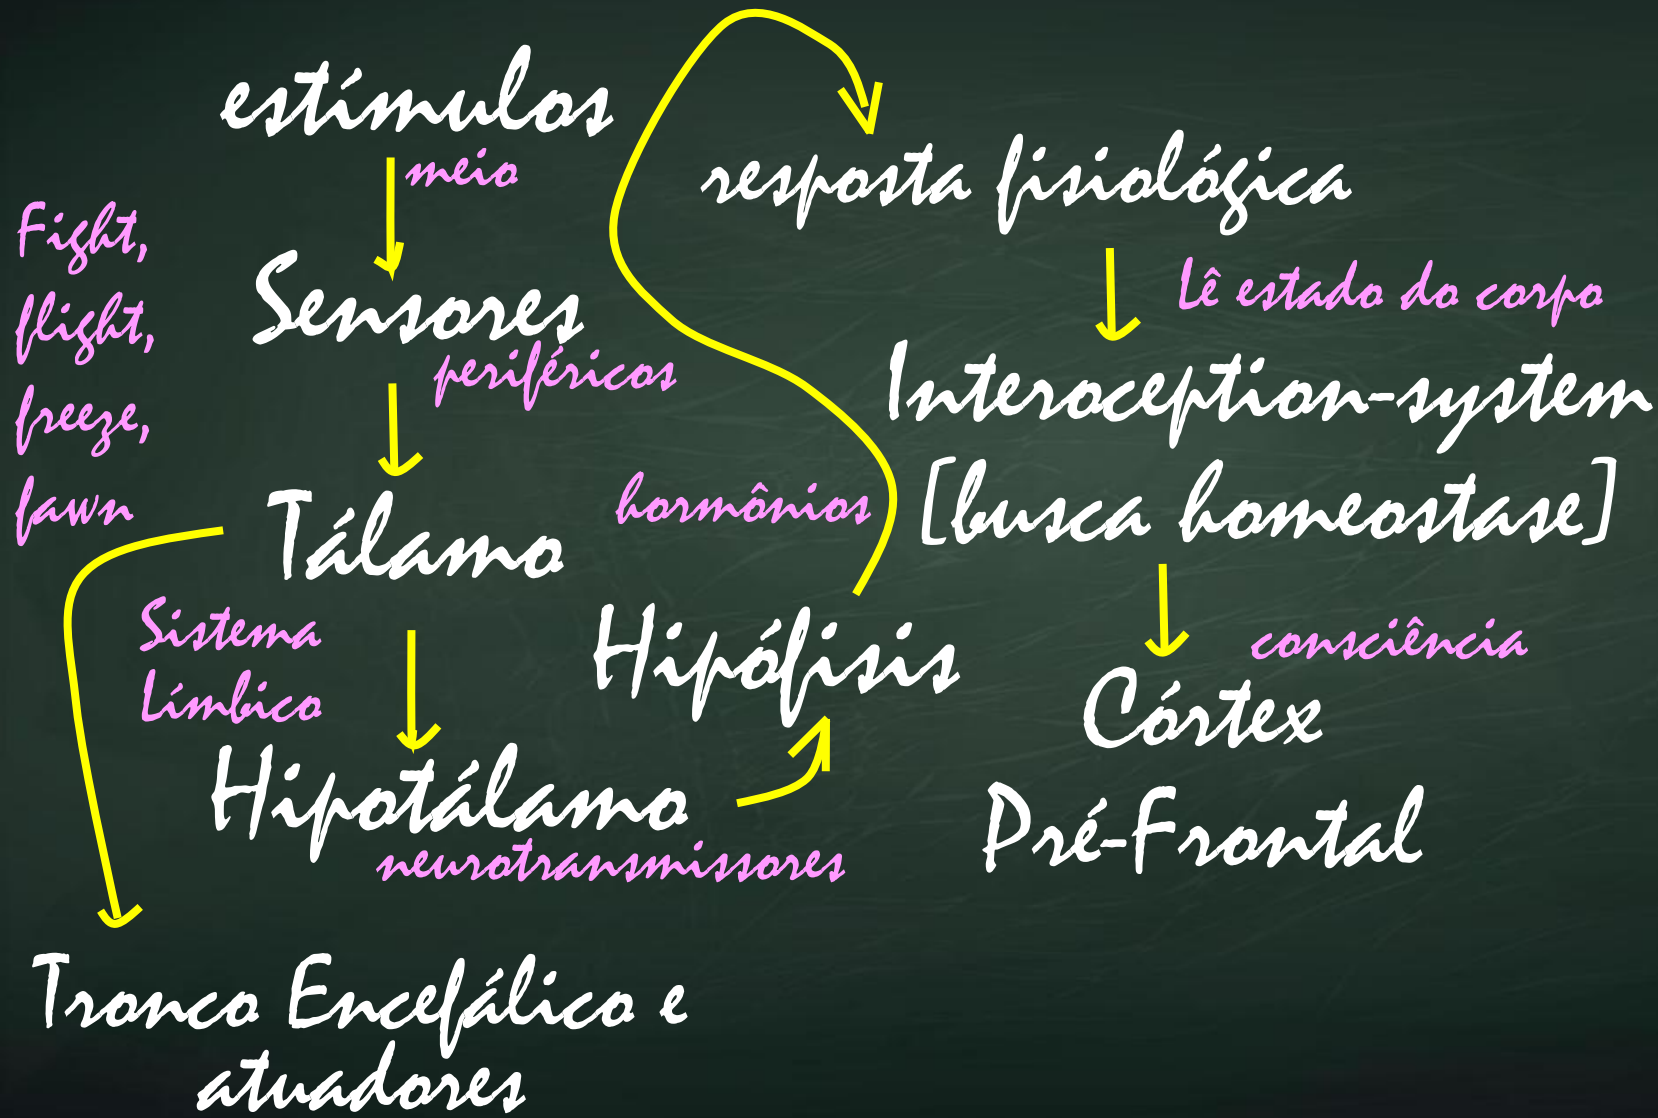 estímulos
meio
Fight,
flight,
freeze,
fawn
Sensores
periféricos
Tálamo
Sistema
Límbico
Hipotálamo
neurotransmissores
Tronco Encefálico e
atuadores
Hipófisis
hormônios
resposta fisiológica
Lê estado do corpo
Interoception-system
[busca homeostase]
consciência
Córtex
Pré-Frontal